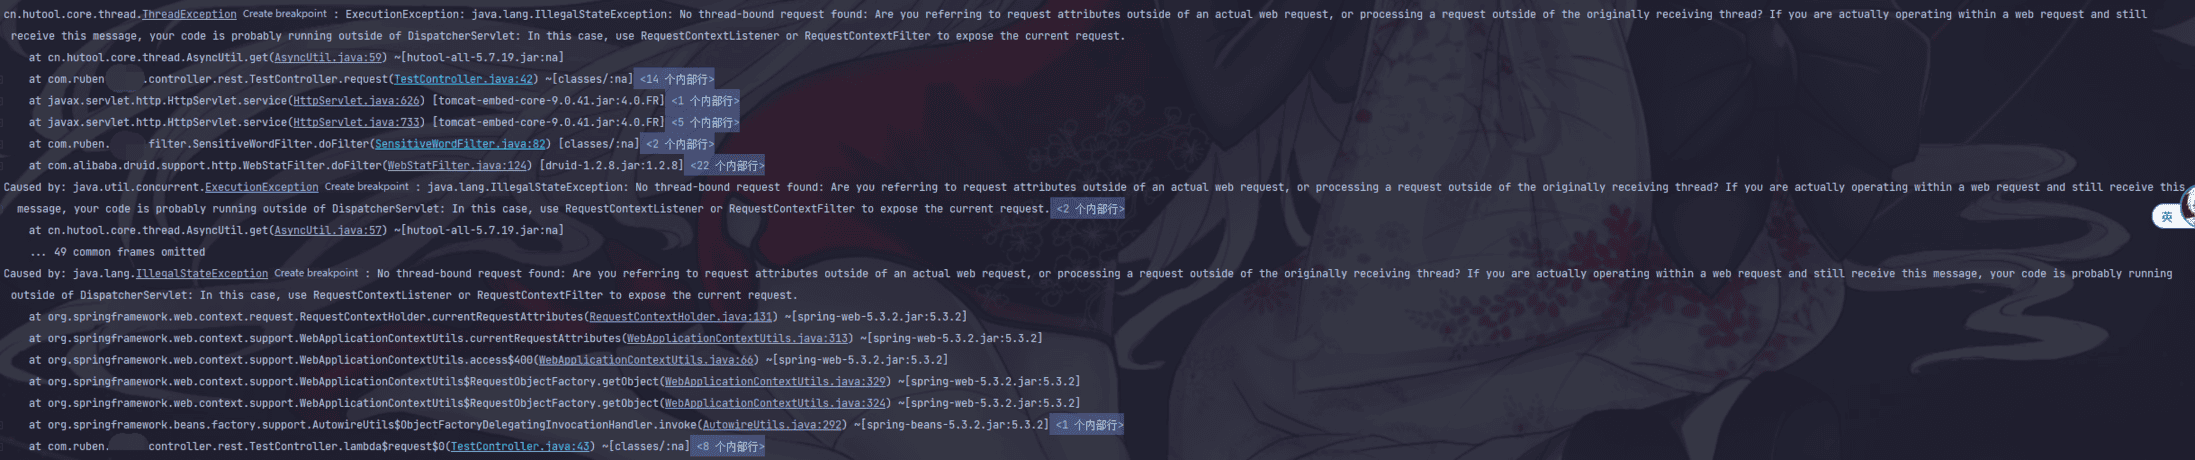 cn.hutool.core.thread.ThreadException Create breakpoint : ExecutionException: java.lang.IllegalStateException: No thread-bound request found: Are you referring to request attributes outside of an actual web request, or processing a request outside of the originally receiving thread? If you are actually operating within a web request and still
receive this message, your code is probably running outside of DispatcherServlet: In this case, use RequestContextListener or RequestContextFilter to expose the current request.
at cn.hutool.core.thread.AsyncUtil.get(AsyncUtil.java:59) ~[hutool-all-5.7.19.jar:na]
at com.ruben .controller.rest.TestController.request(TestController.java:42) ~[classes/:na] <14 个内部行>
at javax.servlet.http.HttpServlet.service(HttpServlet.java:626) [tomcat-embed-core-9.0.41.jar:4.0.FR] <1 个内部行>
at javax.servlet.http.HttpServlet.service(HttpServlet.java:733) [tomcat-embed-core-9.0.41.jar:4.0.FR] <5 个内部行>
at com.ruben. filter.SensitiveWordFilter.doFilter(SensitiveWordFilter.java:82) [classes/:na] <2 个内部行>
at com.alibaba.druid.support.http.WebStatFilter.doFilter(WebStatFilter.java:124) [druid-1.2.8.jar:1.2.8] <22 个内部行>
Caused by: java.util.concurrent.ExecutionException Create breakpoint : java.lang.IllegalStateException: No thread-bound request found: Are you referring to request attributes outside of an actual web request, or processing a request outside of the originally receiving thread? If you are actually operating within a web request and still receive this
message, your code is probably running outside of DispatcherServlet: In this case, use RequestContextListener or RequestContextFilter to expose the current request. <2 个内部行>
英
at cn.hutool.core.thread.AsyncUtil.get(AsyncUtil.java:57) ~[hutool-all-5.7.19.jar:na]
... 49 common frames omitted
Caused by: java.lang.IllegalStateException Create breakpoint : No thread-bound request found: Are you referring to request attributes outside of an actual web request, or processing a request outside of the originally receiving thread? If you are actually operating within a web request and still receive this message, your code is probably running
outside of DispatcherServlet: In this case, use RequestContextListener or RequestContextFilter to expose the current request.
at org.springframework.web.context.request.RequestContextHolder.currentRequestAttributes(RequestContextHolder.java:131) ~[spring-web-5.3.2.jar:5.3.2]
at org.springframework.web.context.support.WebApplicationContextUtils.currentRequestAttributes(WebApplicationContextUtils.java:313) ~[spring-web-5.3.2.jar:5.3.2]
at org.springframework.web.context.support.WebApplicationContextUtils.access$400(WebApplicationContextUtils.java:66) ~[spring-web-5.3.2.jar:5.3.2]
at org.springframework.web.context.support.WebApplicationContextUtils$RequestObjectFactory.getObject(WebApplicationContextUtils.java:329) ~[spring-web-5.3.2.jar:5.3.2]
at org.springframework.web.context.support.WebApplicationContextUtils$RequestObjectFactory.getObject(WebApplicationContextUtils.java:324) ~[spring-web-5.3.2.jar:5.3.2]
at org.springframework.beans.factory.support.AutowireUtils$ObjectFactoryDelegatingInvocationHandler.invoke(AutowireUtils.java:292) ~[spring-beans-5.3.2.jar:5.3.2] <1 个内部行>
at com.ruben. controller.rest.TestController.lambda$request$0(TestController.java:43) ~[classes/:na] <8 个内部行>